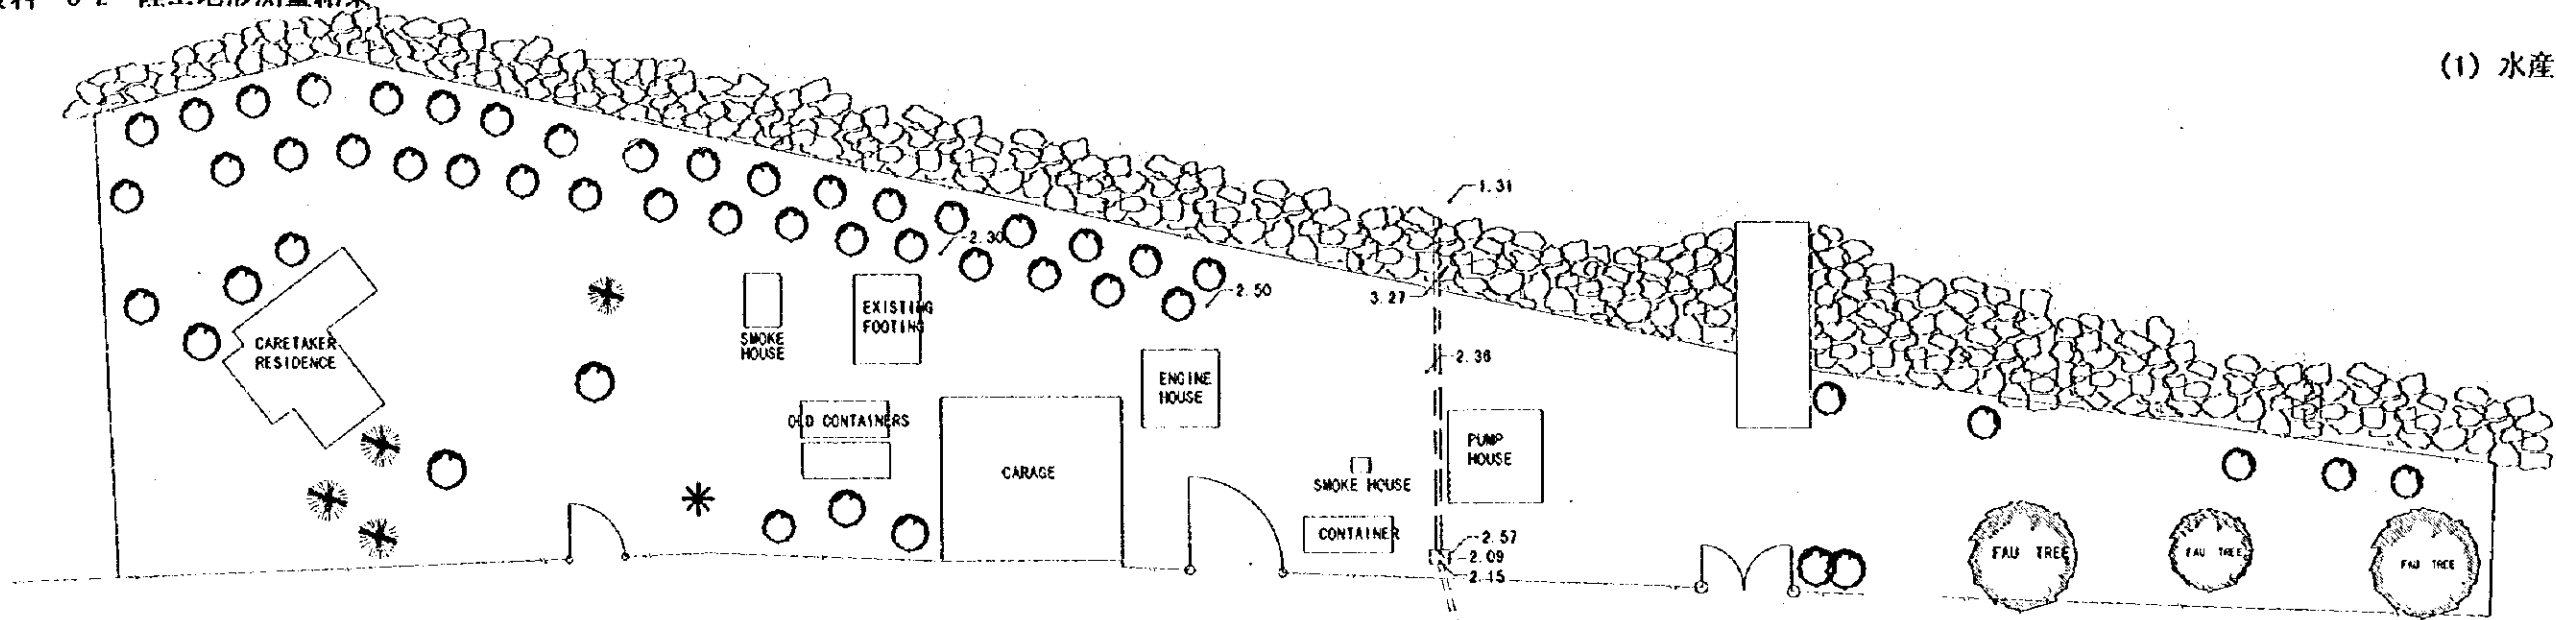 (1) 水産
1.31
2.30
2.50
3.27
EXISTING
FOOTING
SMOKE
HOUSE
CARETAKER
RESIDENCE
2.36
ENGINE
HOUSE
OLD CONTAINERS
PUMP
HOUSE
CARAGE
SMOKE HOUSE
CONTAINER
2.57
2.09
2.15
FAU TREE
FAU TREE
FAU TREE